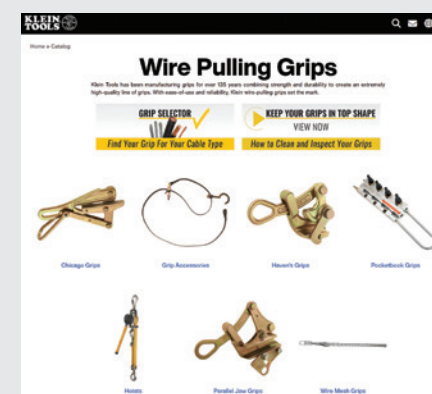 KLEIN
TOOLS
Home » Catalog
Wire Pulling Grips
Klein Tools has been manufacturing grips for over 135 years combining strength and durability to create an extremely
high-quality line of grips. With ease-of-use and reliability, Klein wire-pulling grips set the mark.
GRIP SELECTOR
Find Your Grip For Your Cable Type
KEEP YOUR GRIPS IN TOP SHAPE
VIEW NOW
How to Clean and Inspect Your Grips
Chicago Grips
Grip Accessories
Haven's Grips
Pocketbook Grips
Hoists
Parallel Jaw Grips
Wire Mesh Grips